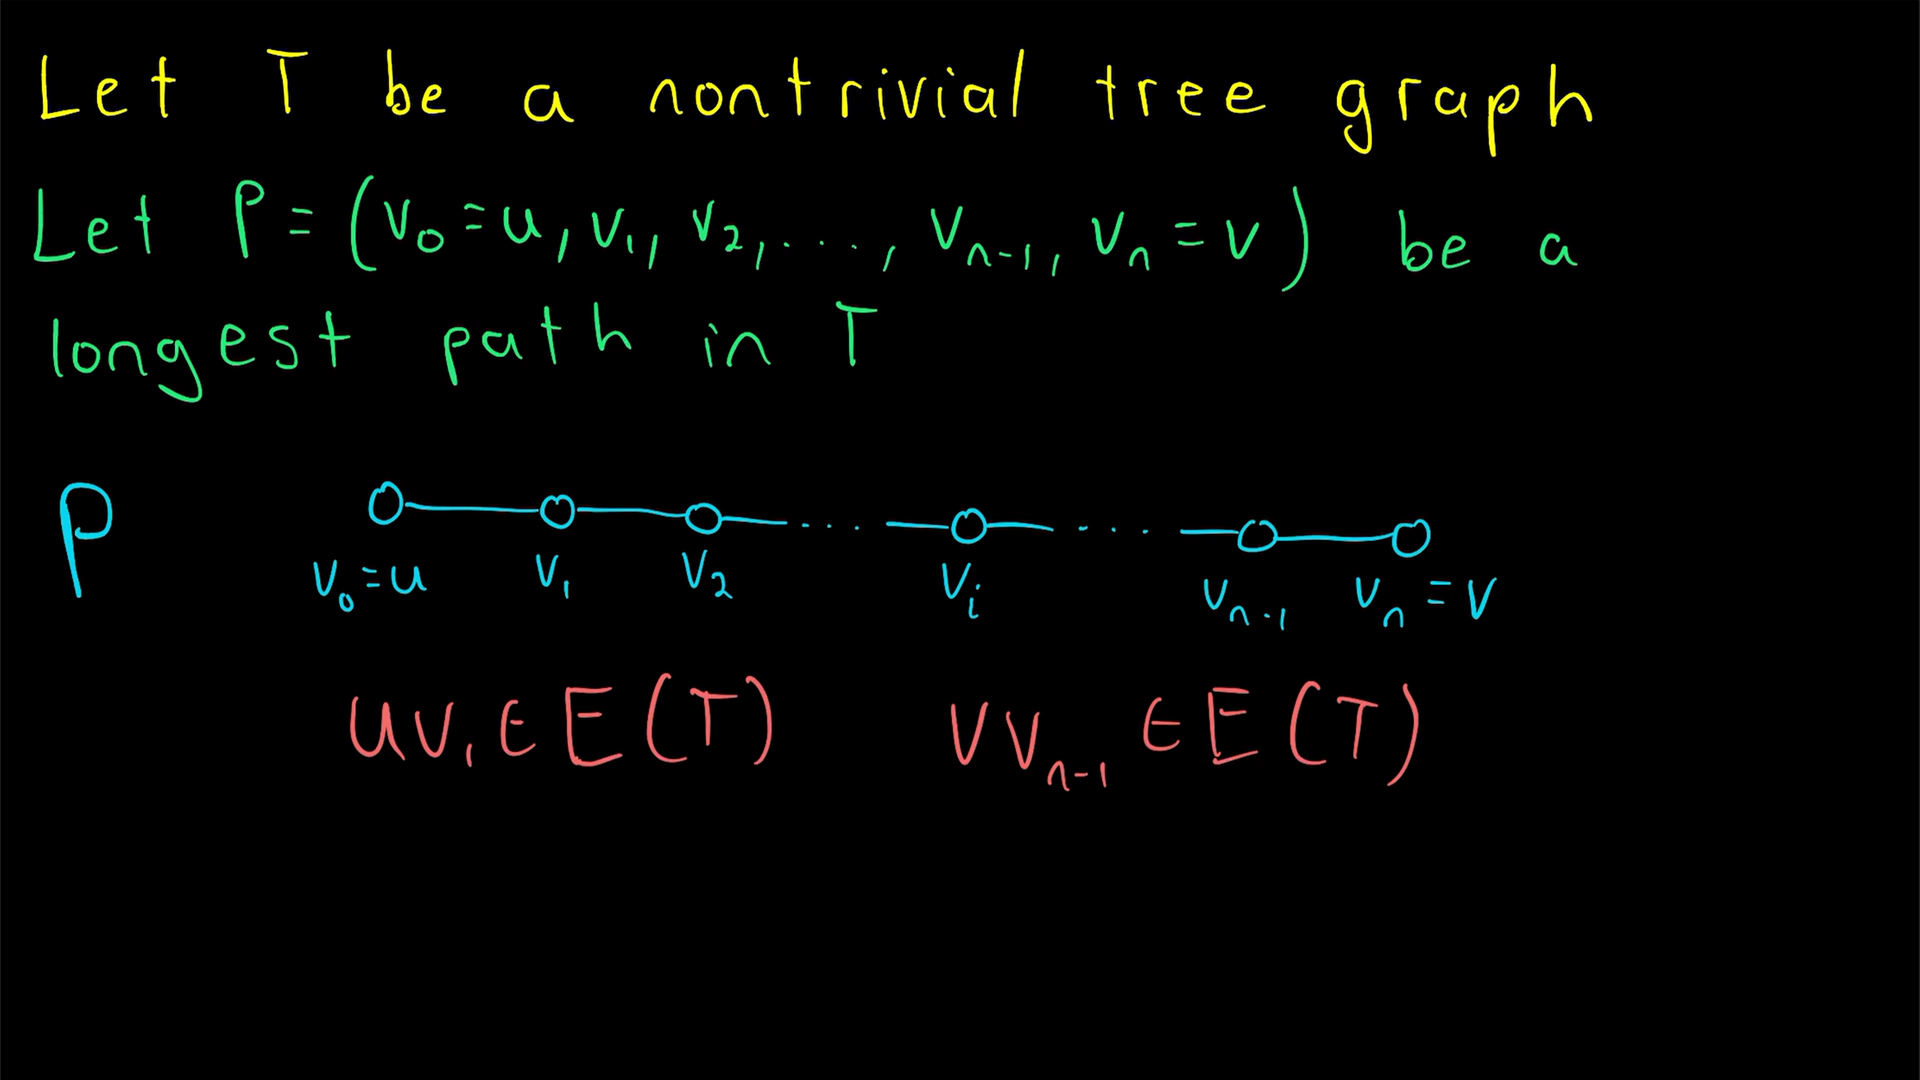 Let T be a nontrivial tree graph
Let P = (v₀ = u, v₁, v₂, ...., vₙ₋₁, vₙ = v) be a
longest path in T
P
v₀ = u v₁ v₂ ... vᵢ ... vₙ₋₁ vₙ = v
uv₁ ∈ E(T) vvₙ₋₁ ∈ E(T)